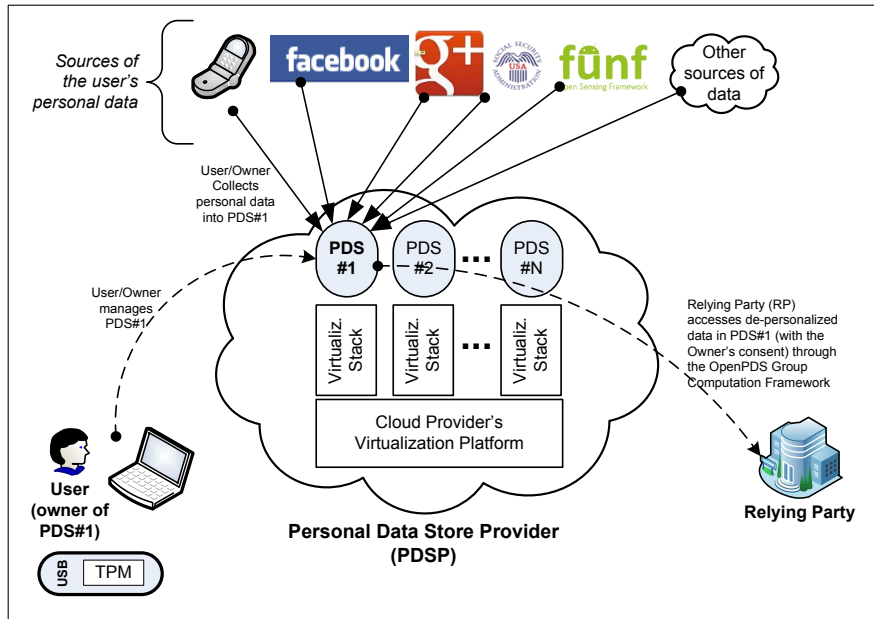 Sources of
the user's
personal data
facebook
g+
SOCIAL SECURITY
USA
ADMINISTRATION
funf
Open Sensing Framework
Other
sources of
data
User/Owner
Collects
personal data
into PDS#1
PDS
#1
PDS
#2
...
PDS
#N
User/Owner
manages
PDS#1
Virtualiz.
Stack
Virtualiz.
Stack
...
Virtualiz.
Stack
Relying Party (RP)
accesses de-personalized
data in PDS#1 (with the
Owner's consent) through
the OpenPDS Group
Computation Framework
Cloud Provider's
Virtualization Platform
User
(owner of
PDS#1)
Personal Data Store Provider
(PDSP)
Relying Party
USB
TPM